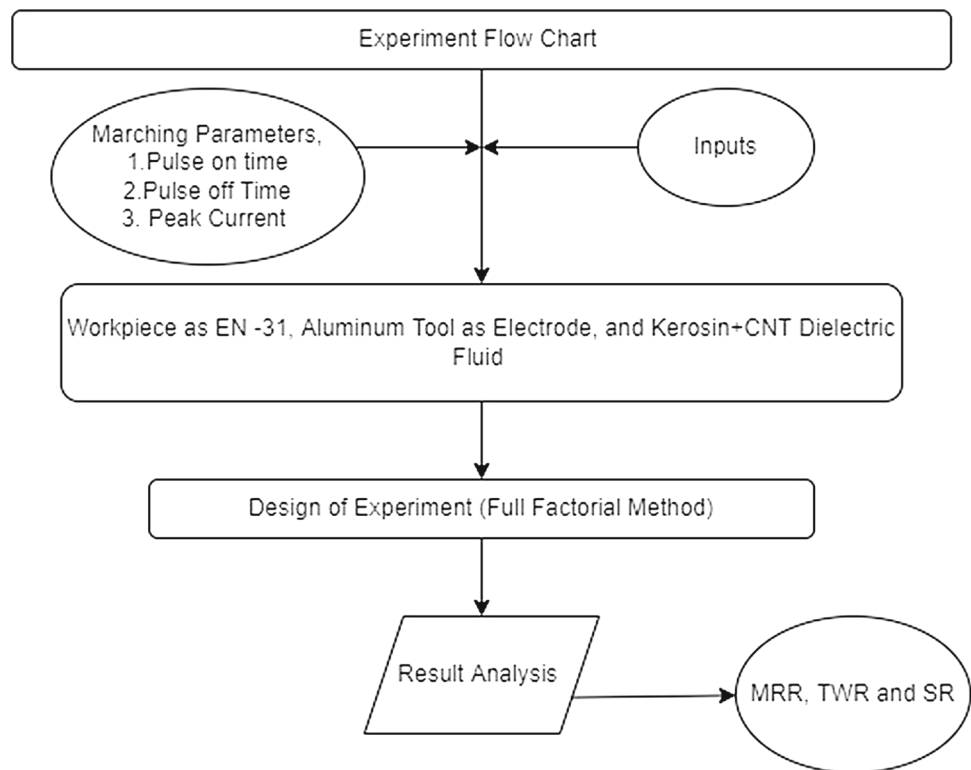 Experiment Flow Chart
Marching Parameters,
1.Pulse on time
2.Pulse off Time
3. Peak Current
Inputs
Workpiece as EN -31, Aluminum Tool as Electrode, and Kerosin+CNT Dielectric
Fluid
Design of Experiment (Full Factorial Method)
Result Analysis
MRR, TWR and SR